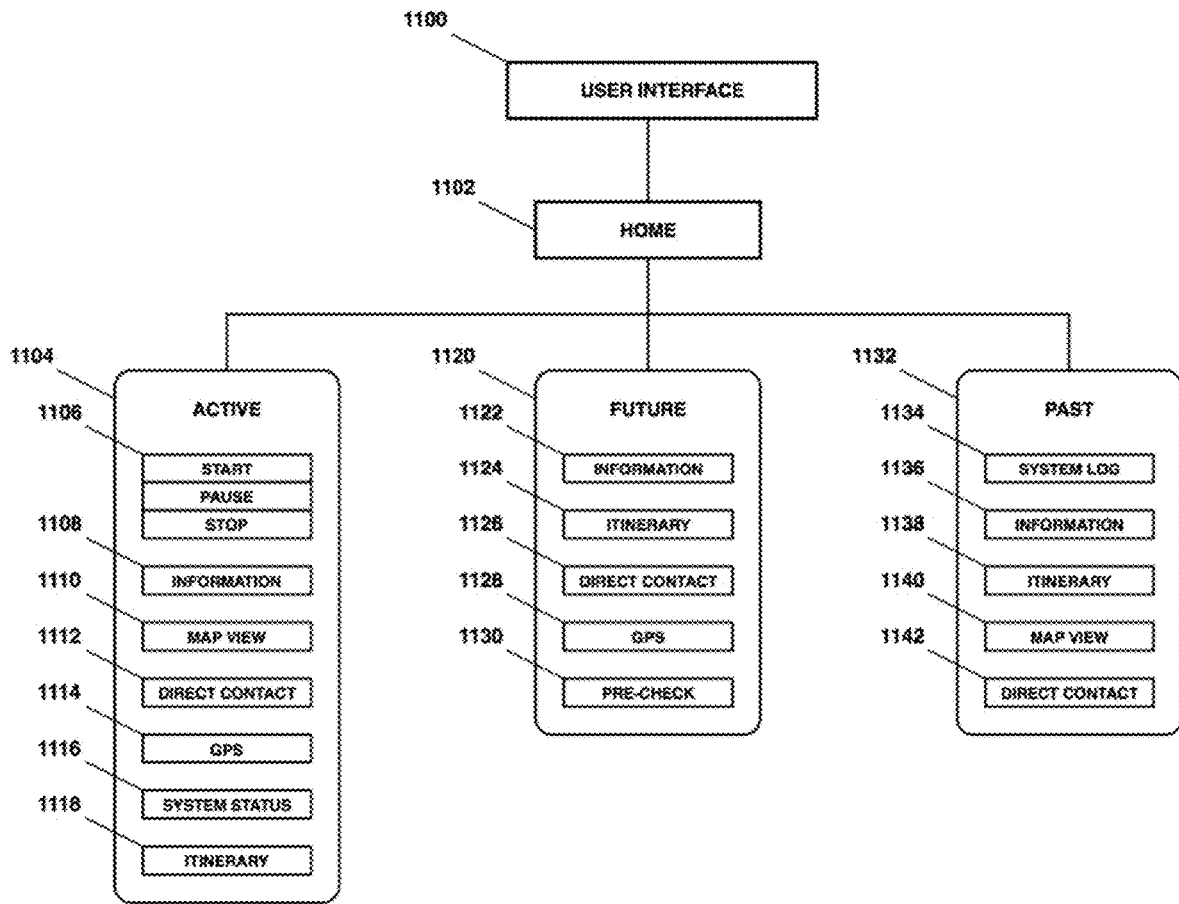 1100
USER INTERFACE
1102
HOME
1104
ACTIVE
1106
START
PAUSE
STOP
1108
INFORMATION
1110
MAP VIEW
1112
DIRECT CONTACT
1114
GPS
1116
SYSTEM STATUS
1118
ITINERARY
1120
FUTURE
1122
INFORMATION
1124
ITINERARY
1126
DIRECT CONTACT
1128
GPS
1130
PRE-CHECK
1132
PAST
1134
SYSTEM LOG
1136
INFORMATION
1138
ITINERARY
1140
MAP VIEW
1142
DIRECT CONTACT